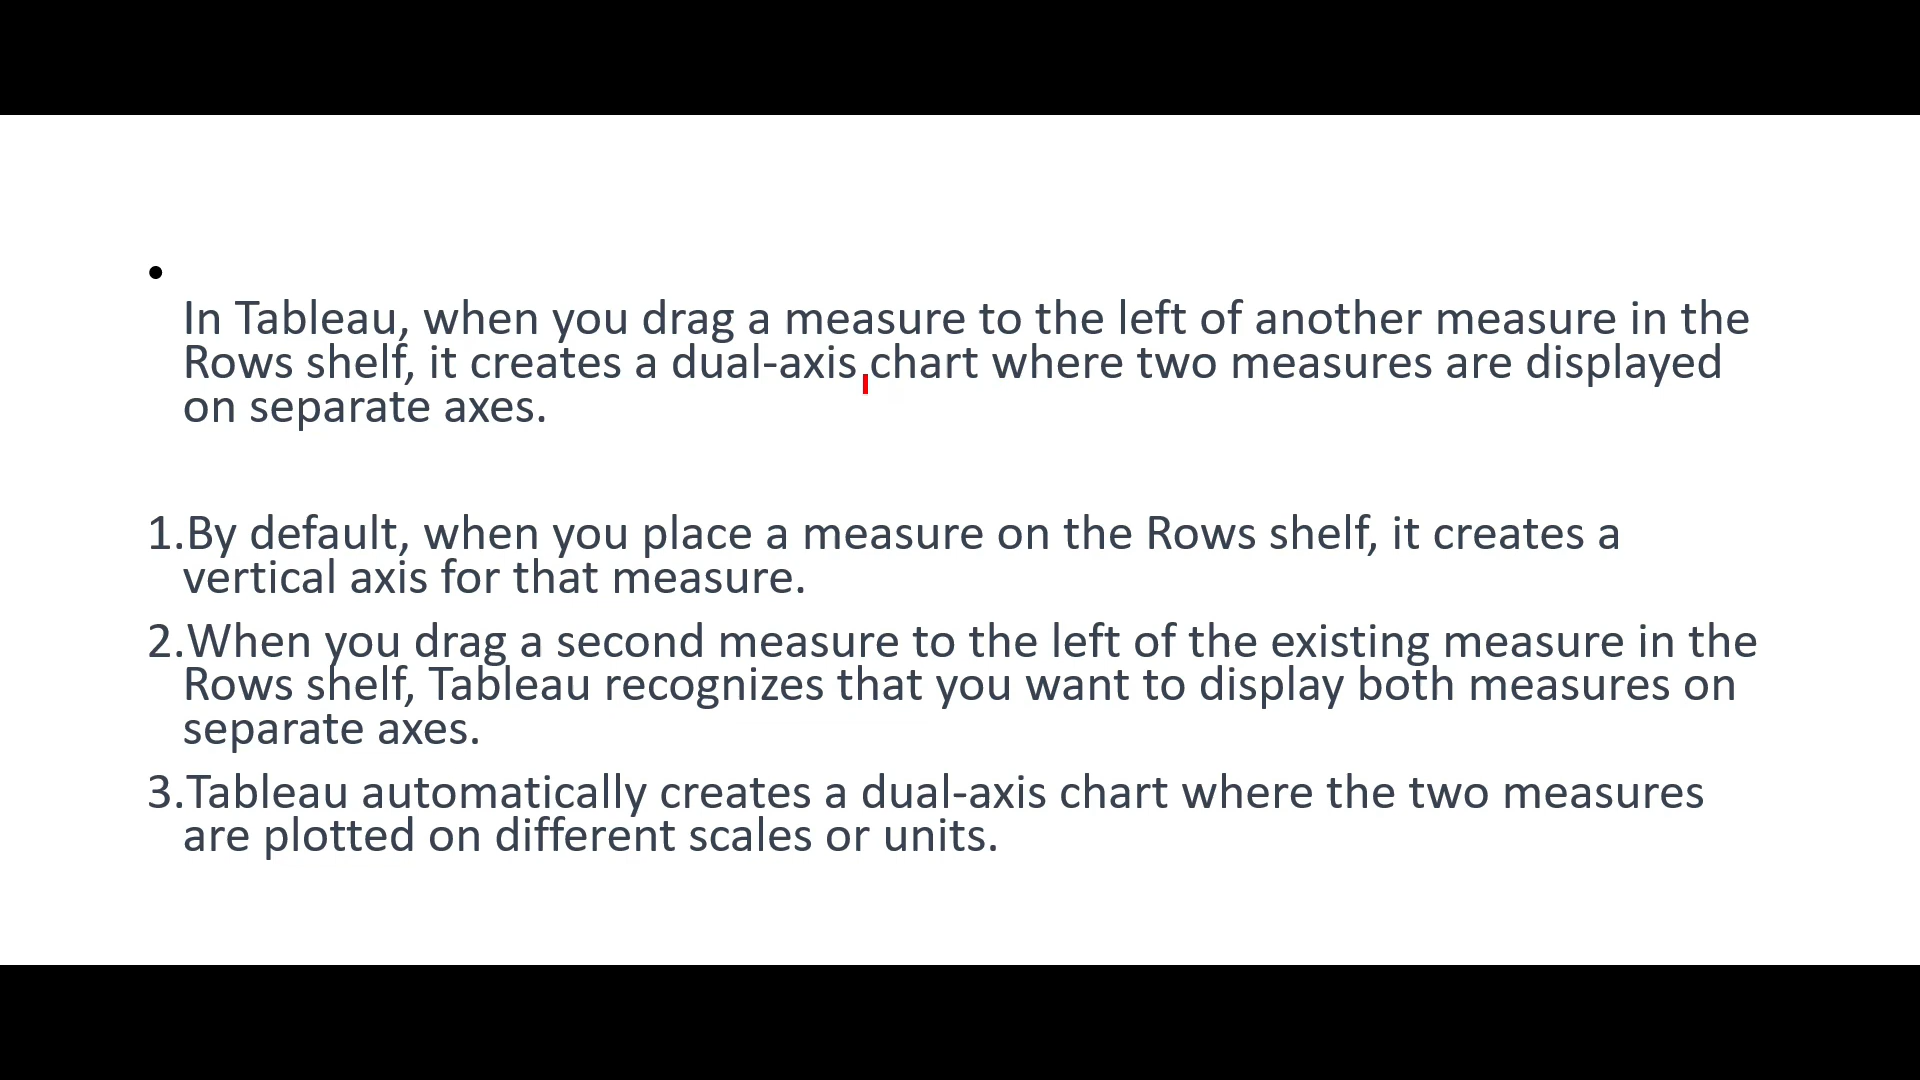 In Tableau, when you drag a measure to the left of another measure in the
Rows shelf, it creates a dual-axis chart where two measures are displayed
on separate axes.
1.By default, when you place a measure on the Rows shelf, it creates a
vertical axis for that measure.
2.When you drag a second measure to the left of the existing measure in the
Rows shelf, Tableau recognizes that you want to display both measures on
separate axes.
3.Tableau automatically creates a dual-axis chart where the two measures
are plotted on different scales or units.